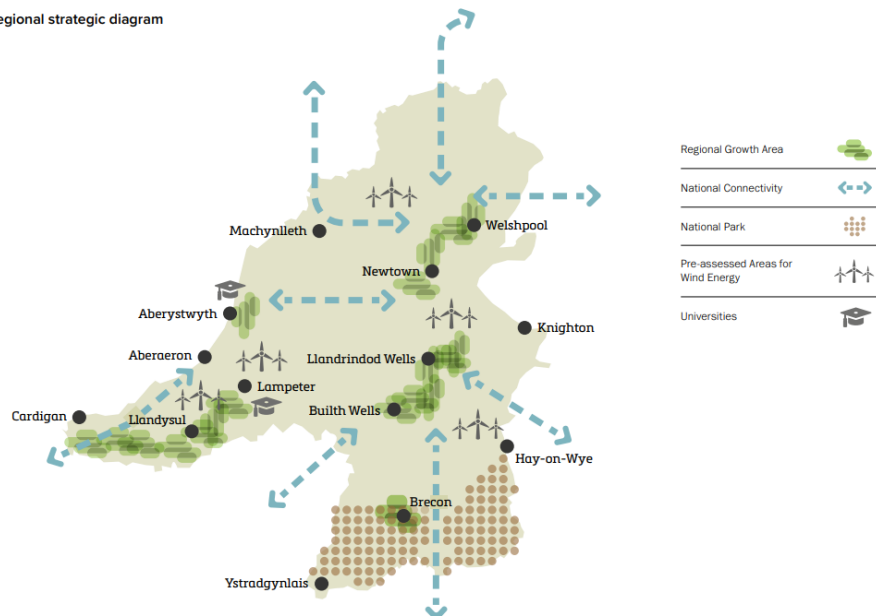 egional strategic diagram
Machynlleth
Welshpool
Newtown
Aberystwyth
Knighton
Aberaeron
Llandrindod Wells
Lampeter
Cardigan
Llandysul
Builth Wells
Hay-on-Wye
Brecon
Ystradgynlais
Regional Growth Area
National Connectivity
National Park
Pre-assessed Areas for
Wind Energy
Universities